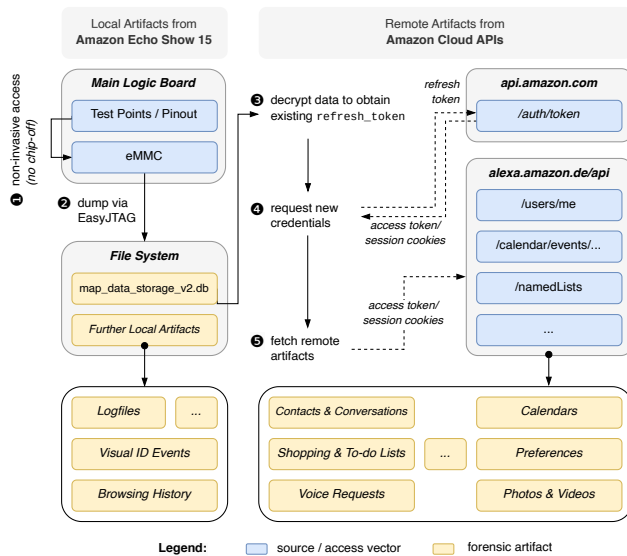 Local Artifacts from
Amazon Echo Show 15
Remote Artifacts from
Amazon Cloud APIs
❶ non-invasive access
(no chip-off)
Main Logic Board
Test Points / Pinout
eMMC
❷ dump via
EasyJTAG
File System
map_data_storage_v2.db
Further Local Artifacts
❸ decrypt data to obtain
existing refresh_token
❹ request new
credentials
❺ fetch remote
artifacts
refresh
token
access token/
session cookies
access token/
session cookies
api.amazon.com
/auth/token
alexa.amazon.de/api
/users/me
/calendar/events/...
/namedLists
...
Logfiles
...
Visual ID Events
Browsing History
Contacts & Conversations
Calendars
Shopping & To-do Lists
...
Preferences
Voice Requests
Photos & Videos
Legend:
source / access vector
forensic artifact